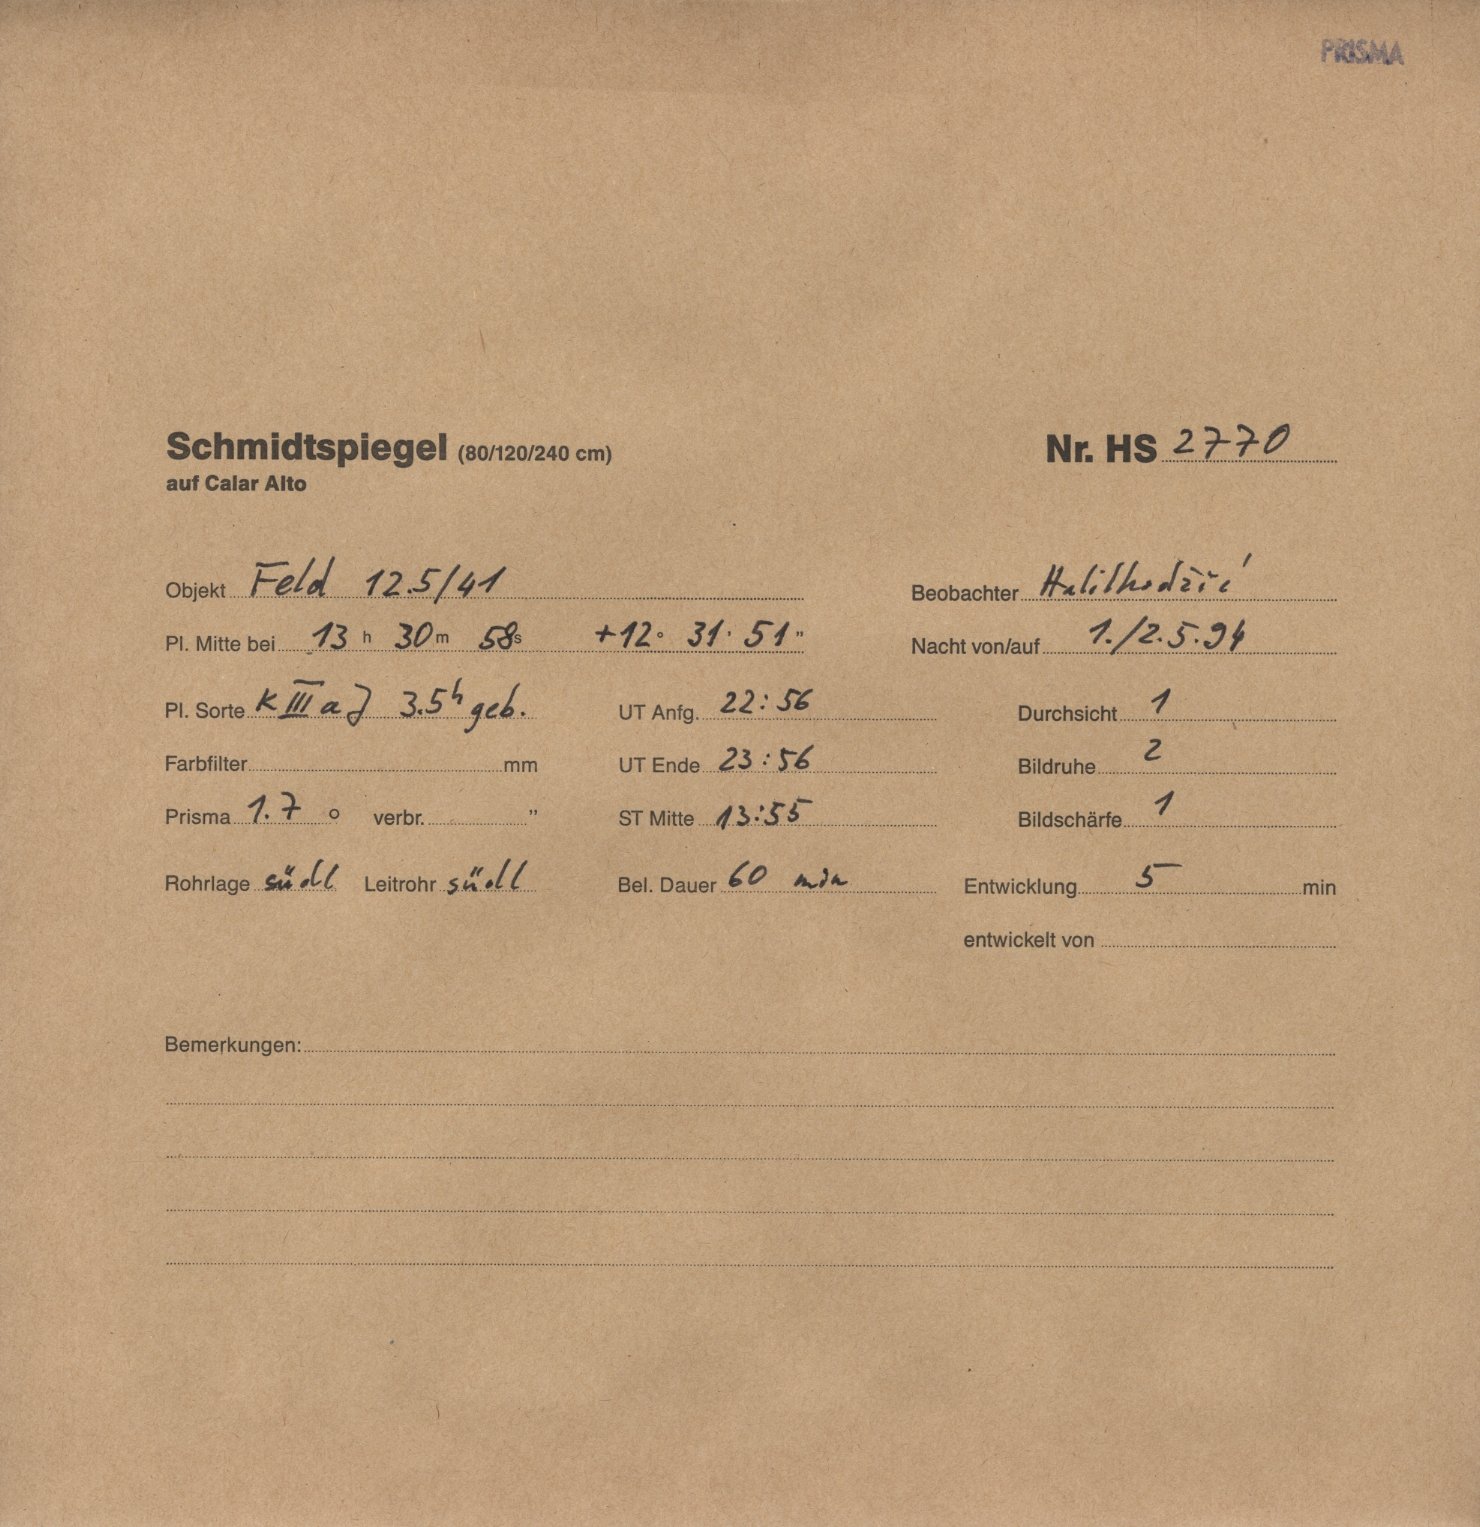 PRISMA
Schmidtspiegel (80/120/240 cm) Nr. HS 2770
auf Calar Alto
Objekt Feld 12.5/41 Beobachter Halilhodžić
Pl. Mitte bei 13 h 30 m 58 s +12° 31' 51" Nacht von/auf 1./2.5.94
Pl. Sorte K III a J 3.5h geb. UT Anfg. 22:56 Durchsicht 1
Farbfilter mm UT Ende 23:56 Bildruhe 2
Prisma 1.7 ° verbr. " ST Mitte 13:55 Bildschärfe 1
Rohrlage südl Leitrohr südl Bel. Dauer 60 min Entwicklung 5 min
entwickelt von
Bemerkungen: